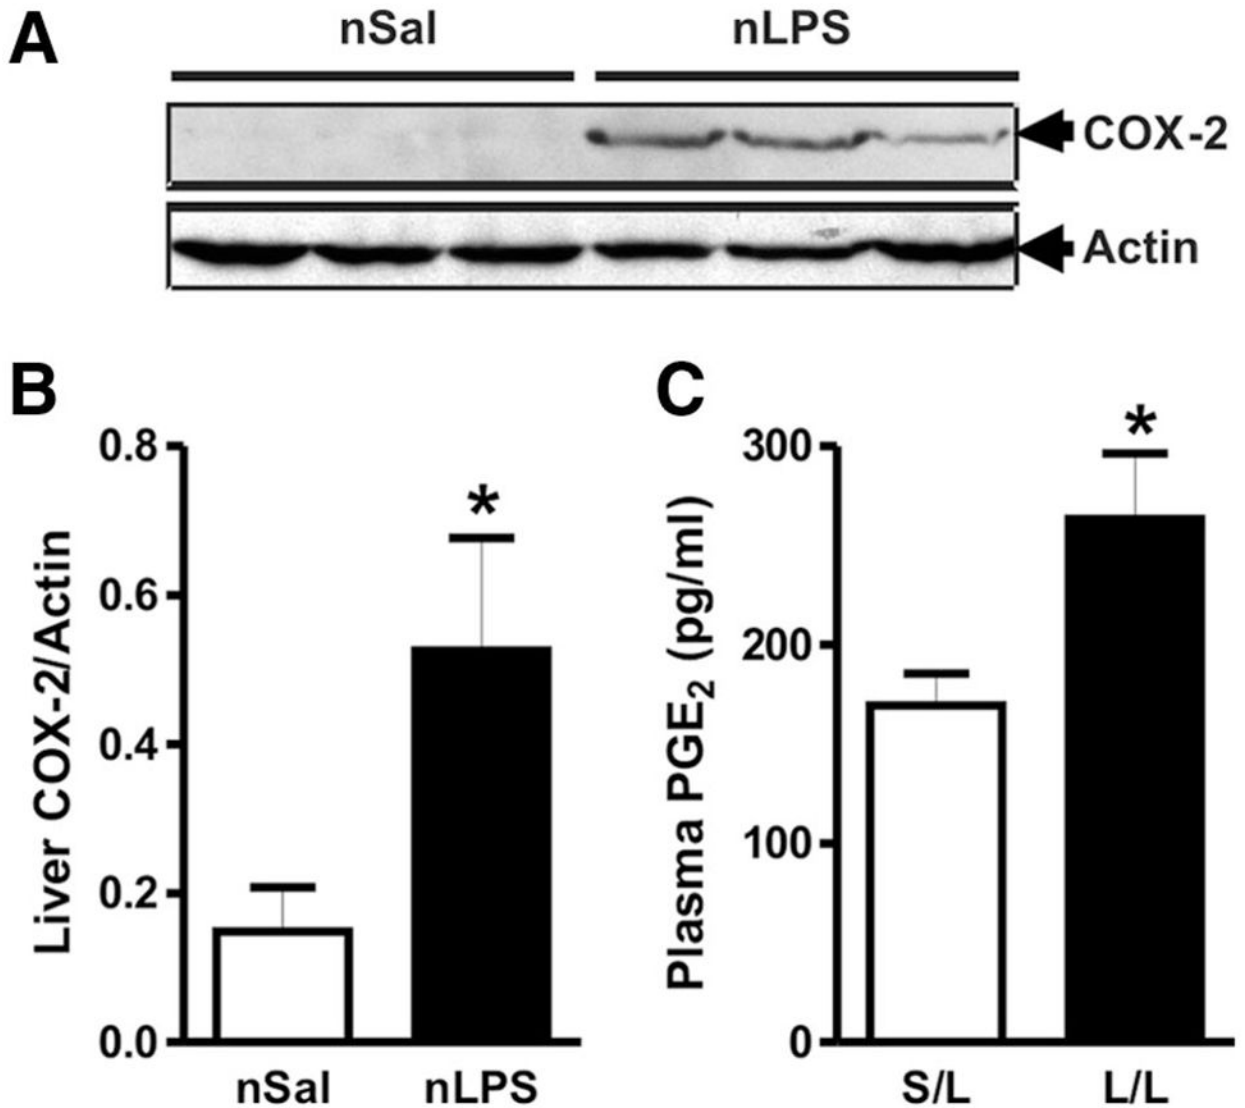 A
nSal nLPS
COX-2
Actin
B
0.8
0.6
0.4
0.2
0.0
Liver COX-2/Actin
nSal nLPS
C
300
200
100
0
Plasma PGE₂ (pg/ml)
*
*
S/L L/L